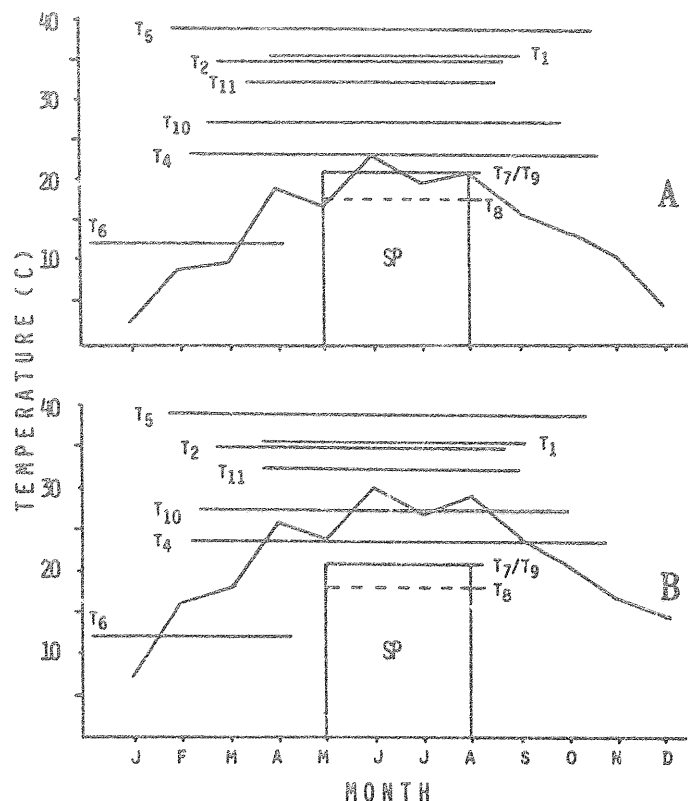 40
T5
T1
T2
T11
30
T10
T4
20
T7/T9
A
T8
T6
SP
10
TEMPERATURE (C)
40
T5
T2
T1
T11
30
T10
T4
20
T7/T9
B
T8
T6
SP
10
J F M A M J J A S O N D
MONTH